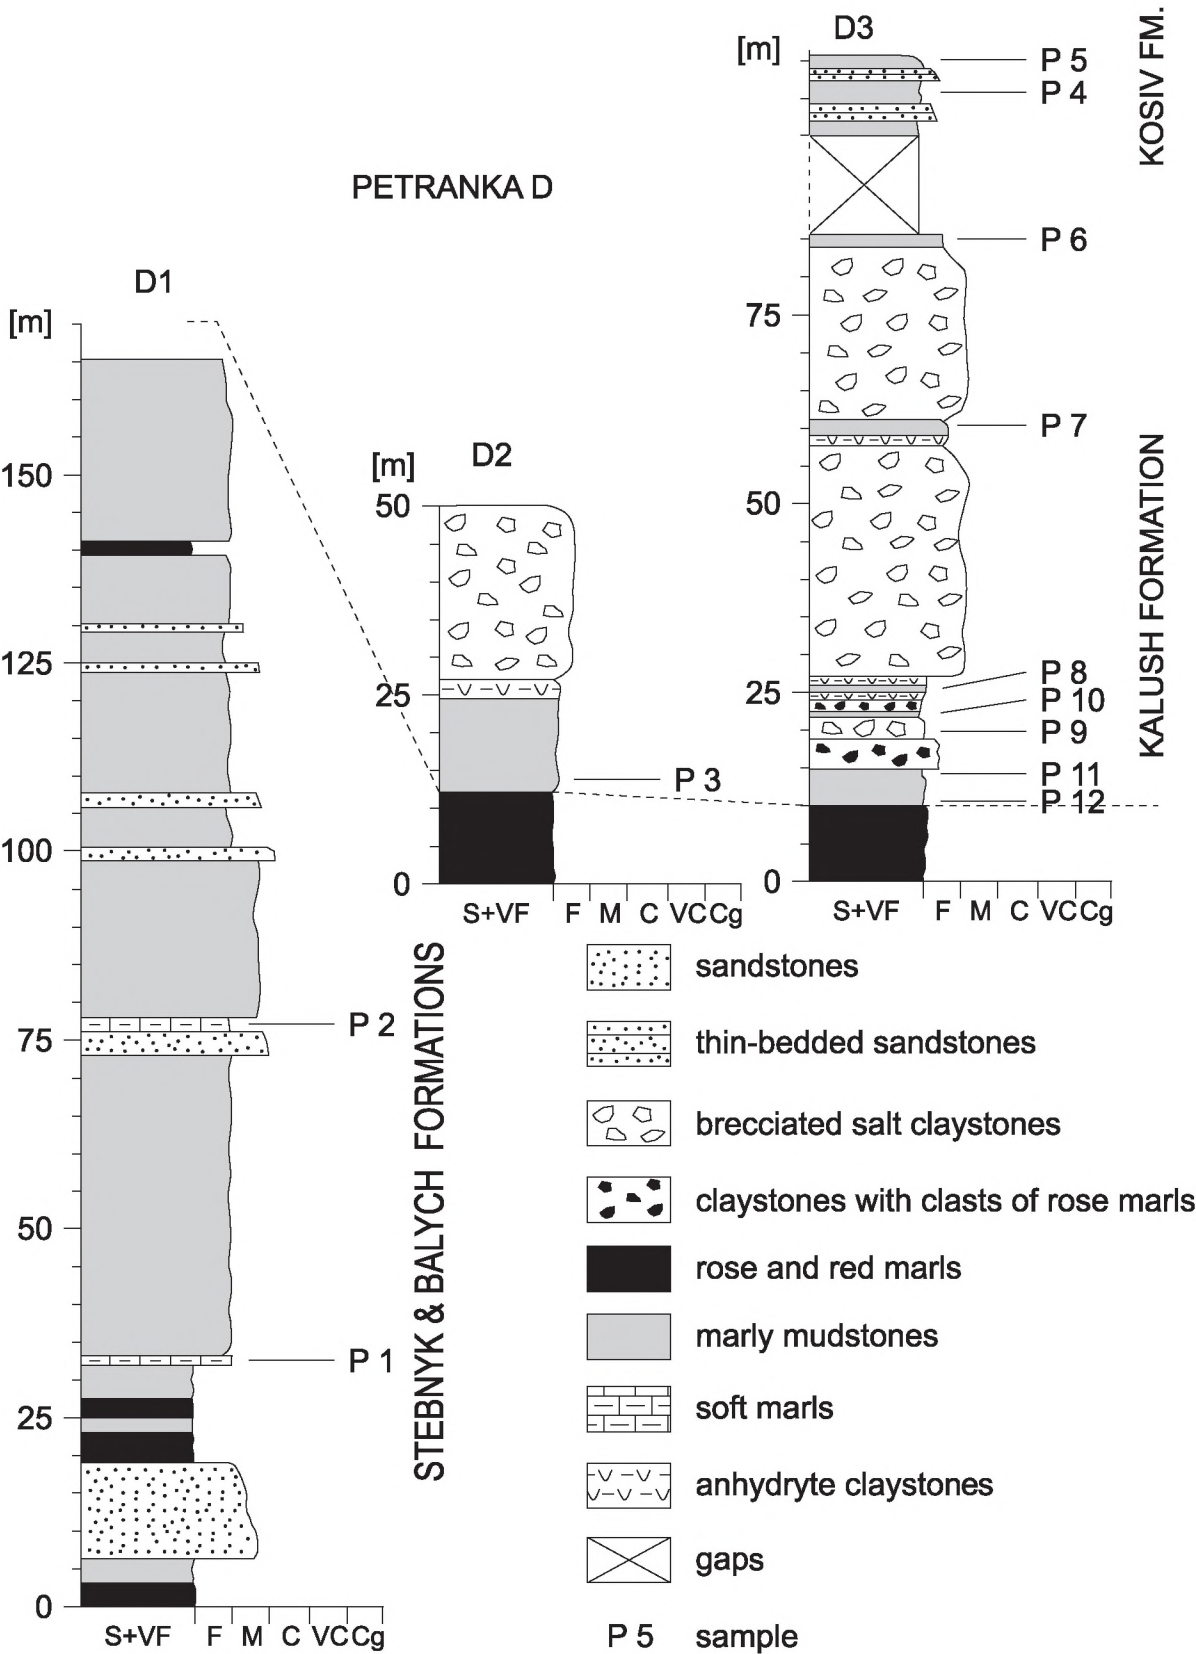 PETRANKA D
D1
[m]
150
125
100
75
50
25
0
P 2
P 1
S+VF F M C VC Cg
STEBNYK & BALYCH FORMATIONS
D2
[m]
50
25
0
P 3
S+VF F M C VC Cg
D3
[m]
75
50
25
0
P 5
P 4
P 6
P 7
P 8
P 10
P 9
P 11
P 12
S+VF F M C VC Cg
KOSIV FM.
KALUSH FORMATION
sandstones
thin-bedded sandstones
brecciated salt claystones
claystones with clasts of rose marls
rose and red marls
marly mudstones
soft marls
anhydryte claystones
gaps
P 5 sample